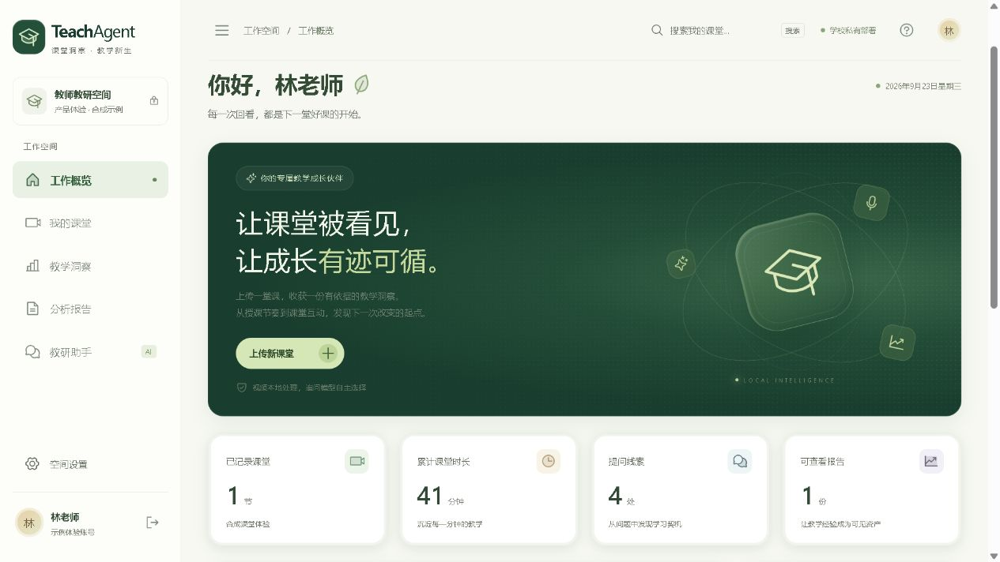 TeachAgent
课堂洞察 · 教学新生
教师教研空间
产品体验 · 合成示例
工作空间
工作概览
我的课堂
教学洞察
分析报告
教研助手
AI
空间设置
林
林老师
示例体验账号
工作空间 / 工作概览
搜索我的课堂...
搜索
学校私有部署
林
你好，林老师
2026年9月23日星期三
每一次回看，都是下一堂好课的开始。
你的专属教学成长伙伴
让课堂被看见，
让成长有迹可循。
上传一堂课，收获一份有依据的教学洞察。
从授课节奏到课堂互动，发现下一次改变的起点。
上传新课堂
视频本地处理，追问模型自主选择
LOCAL INTELLIGENCE
已记录课堂
1 节
合成课堂体验
累计课堂时长
41 分钟
沉淀每一分钟的教学
提问线索
4 处
从问题中发现学习契机
可查看报告
1 份
让教学经验成为可见资产